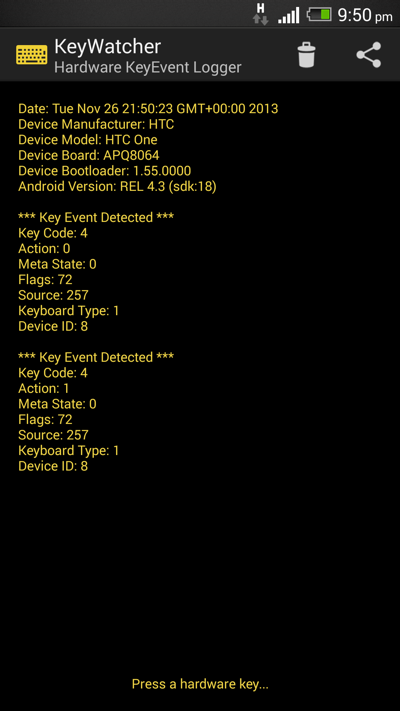 H
9:50 pm
KeyWatcher
Hardware KeyEvent Logger
Date: Tue Nov 26 21:50:23 GMT+00:00 2013
Device Manufacturer: HTC
Device Model: HTC One
Device Board: APQ8064
Device Bootloader: 1.55.0000
Android Version: REL 4.3 (sdk:18)
*** Key Event Detected ***
Key Code: 4
Action: 0
Meta State: 0
Flags: 72
Source: 257
Keyboard Type: 1
Device ID: 8
*** Key Event Detected ***
Key Code: 4
Action: 1
Meta State: 0
Flags: 72
Source: 257
Keyboard Type: 1
Device ID: 8
Press a hardware key...